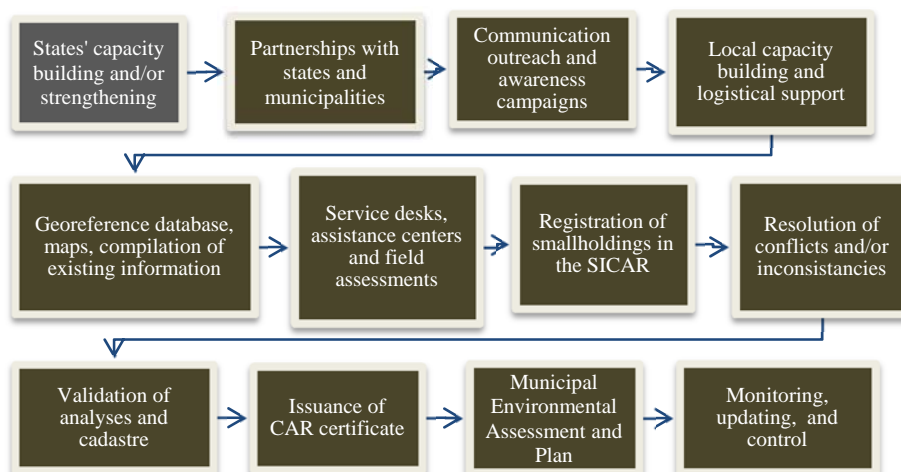 States' capacity
building and/or
strengthening
Partnerships with
states and
municipalities
Communication
outreach and
awareness
campaigns
Local capacity
building and
logistical support
Georeference database,
maps, compilation of
existing information
Service desks,
assistance centers
and field
assessments
Registration of
smallholdings in
the SICAR
Resolution of
conflicts and/or
inconsistancies
Validation of
analyses and
cadastre
Issuance of
CAR certificate
Municipal
Environmental
Assessment and
Plan
Monitoring,
updating, and
control